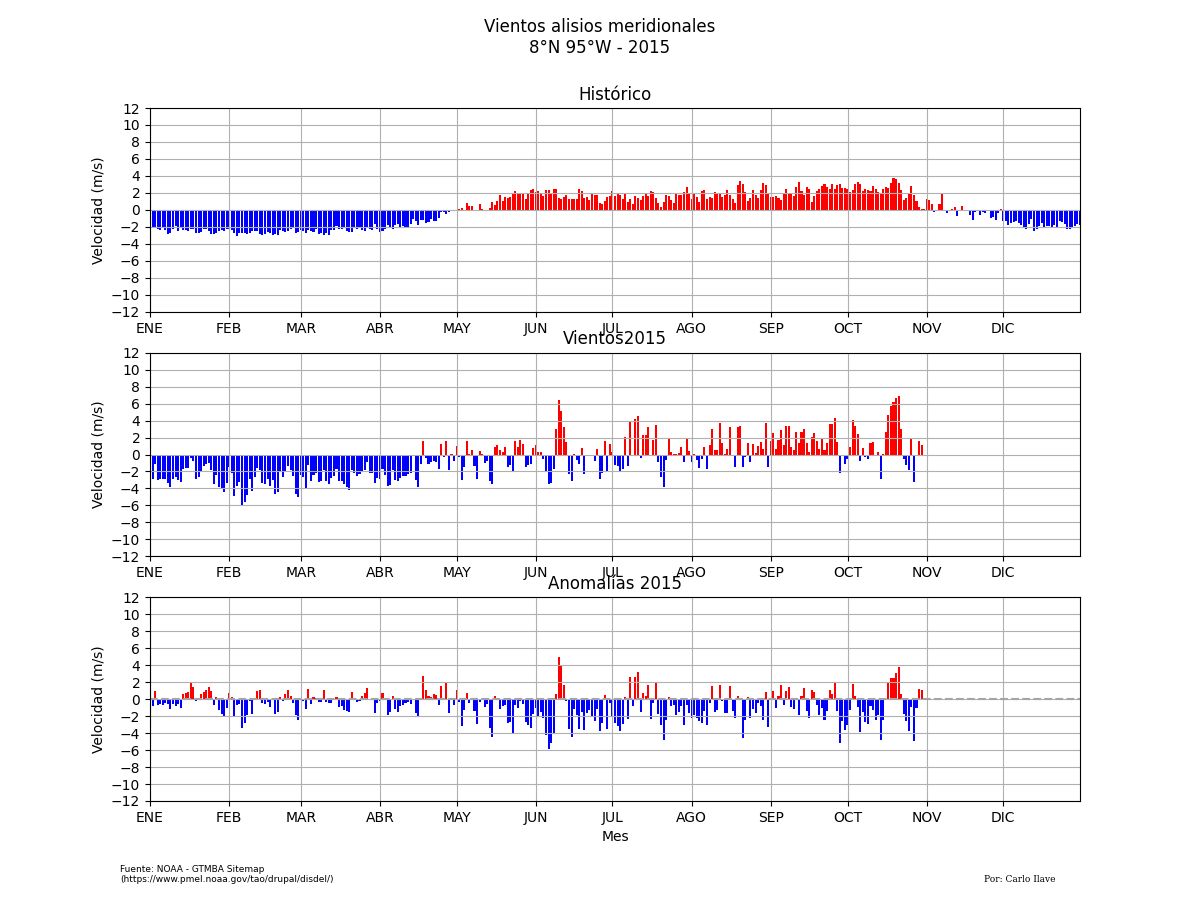 Vientos alisios meridionales
8°N 95°W - 2015
Histórico
12
10
8
6
4
2
0
−2
−4
−6
−8
−10
−12
Velocidad (m/s)
ENE FEB MAR ABR MAY JUN JUL AGO SEP OCT NOV DIC
Vientos2015
12
10
8
6
4
2
0
−2
−4
−6
−8
−10
−12
Velocidad (m/s)
ENE FEB MAR ABR MAY JUN JUL AGO SEP OCT NOV DIC
Anomalías 2015
12
10
8
6
4
2
0
−2
−4
−6
−8
−10
−12
Velocidad (m/s)
ENE FEB MAR ABR MAY JUN JUL AGO SEP OCT NOV DIC
Mes
Fuente: NOAA - GTMBA Sitemap
(https://www.pmel.noaa.gov/tao/drupal/disdel/)
Por: Carlo Ilave